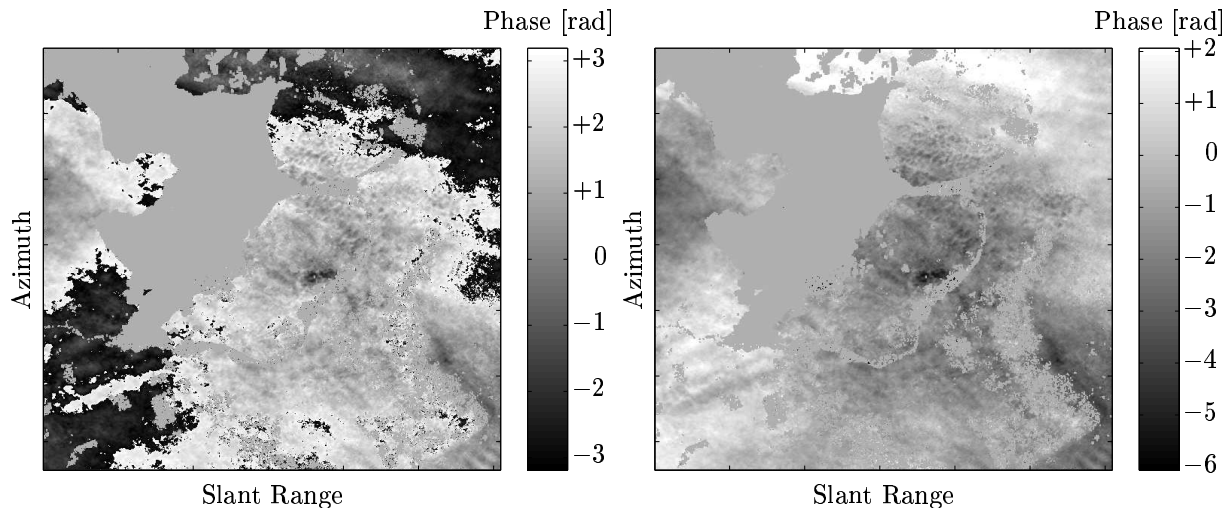 Phase [rad]
+3
+2
+1
0
−1
−2
−3
Azimuth
Slant Range
Phase [rad]
+2
+1
0
−1
−2
−3
−4
−5
−6
Azimuth
Slant Range